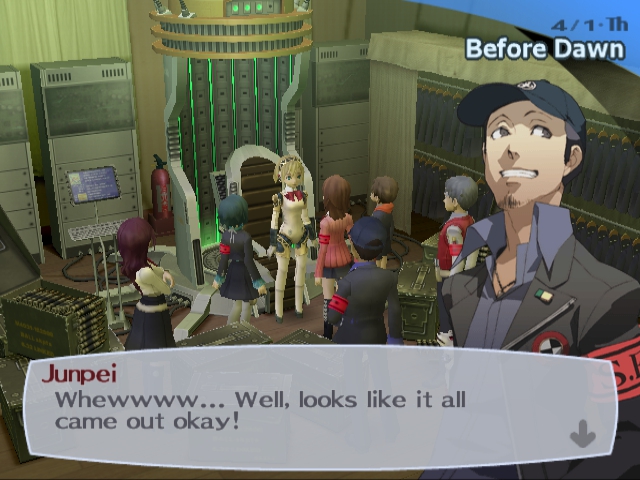 4/1・Th
Before Dawn
Junpei
Whewwww... Well, looks like it all
came out okay!